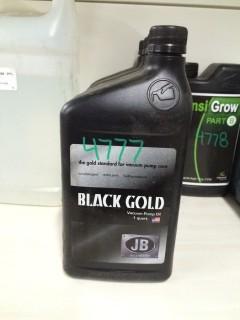 4777
the gold standard for vacuum pump care
BLACK GOLD
Vacuum Pump Oil
1 quart
JB
nsi Grow
PART B
4778